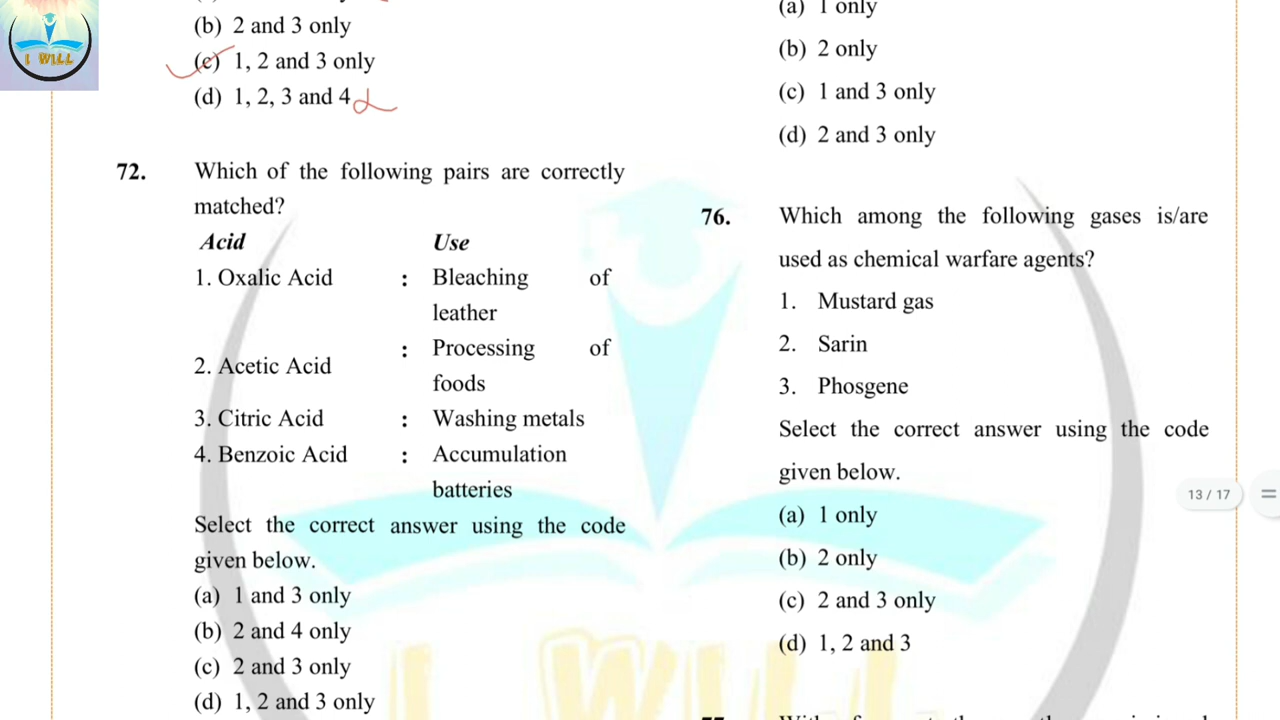 I WILL
(b) 2 and 3 only
(c) 1, 2 and 3 only
(d) 1, 2, 3 and 4
72. Which of the following pairs are correctly
matched?
Acid Use
1. Oxalic Acid : Bleaching of
leather
2. Acetic Acid : Processing of
foods
3. Citric Acid : Washing metals
4. Benzoic Acid : Accumulation
batteries
Select the correct answer using the code
given below.
(a) 1 and 3 only
(b) 2 and 4 only
(c) 2 and 3 only
(d) 1, 2 and 3 only
(a) 1 only
(b) 2 only
(c) 1 and 3 only
(d) 2 and 3 only
76. Which among the following gases is/are
used as chemical warfare agents?
1. Mustard gas
2. Sarin
3. Phosgene
Select the correct answer using the code
given below.
(a) 1 only
(b) 2 only
(c) 2 and 3 only
(d) 1, 2 and 3
13 / 17
I WILL